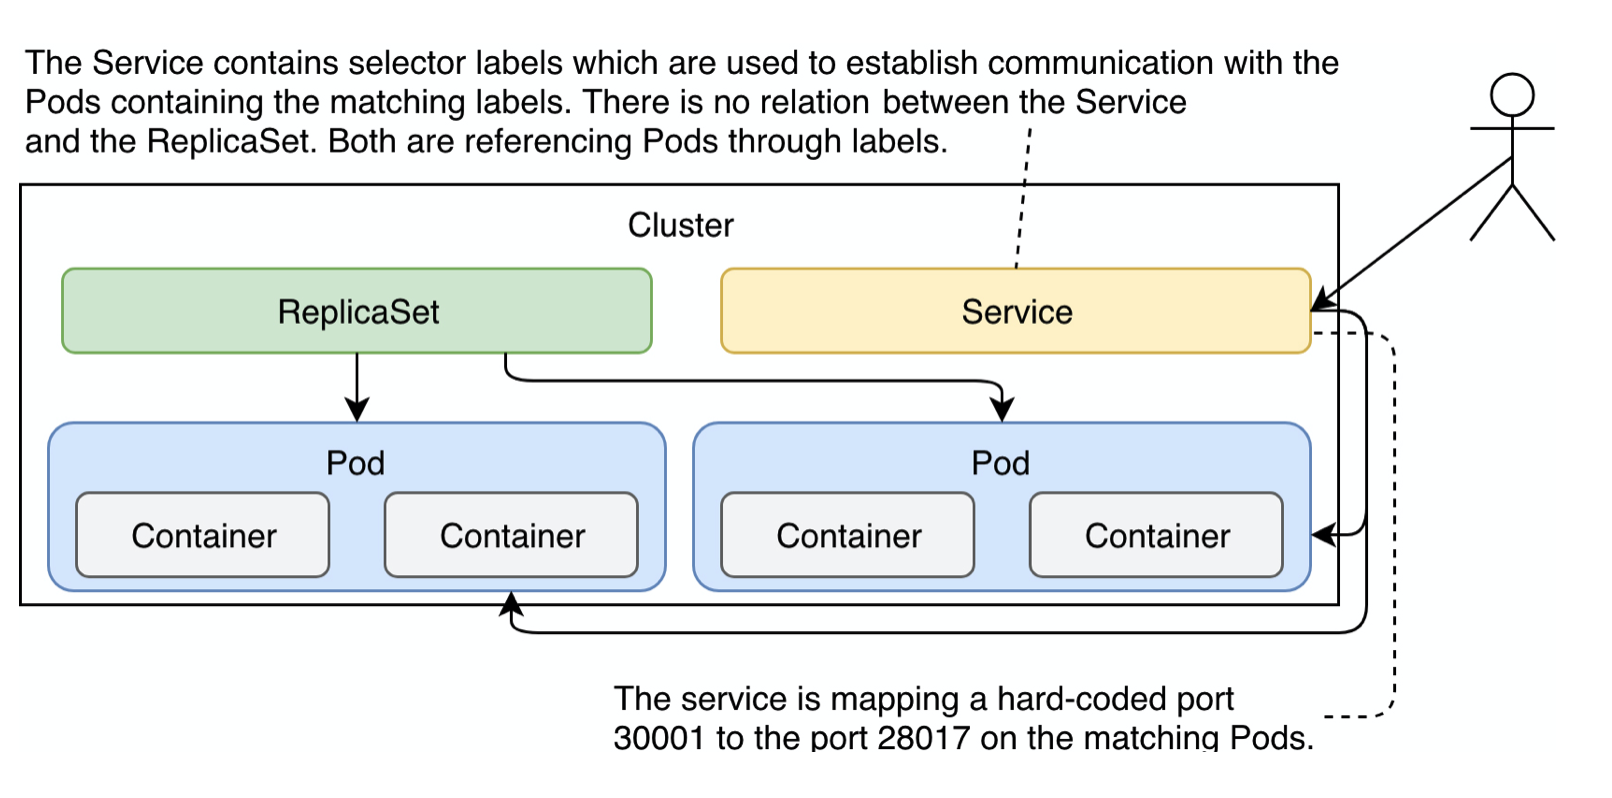 The Service contains selector labels which are used to establish communication with the
Pods containing the matching labels. There is no relation between the Service
and the ReplicaSet. Both are referencing Pods through labels.
Cluster
ReplicaSet
Service
Pod
Pod
Container
Container
Container
Container
The service is mapping a hard-coded port
30001 to the port 28017 on the matching Pods.